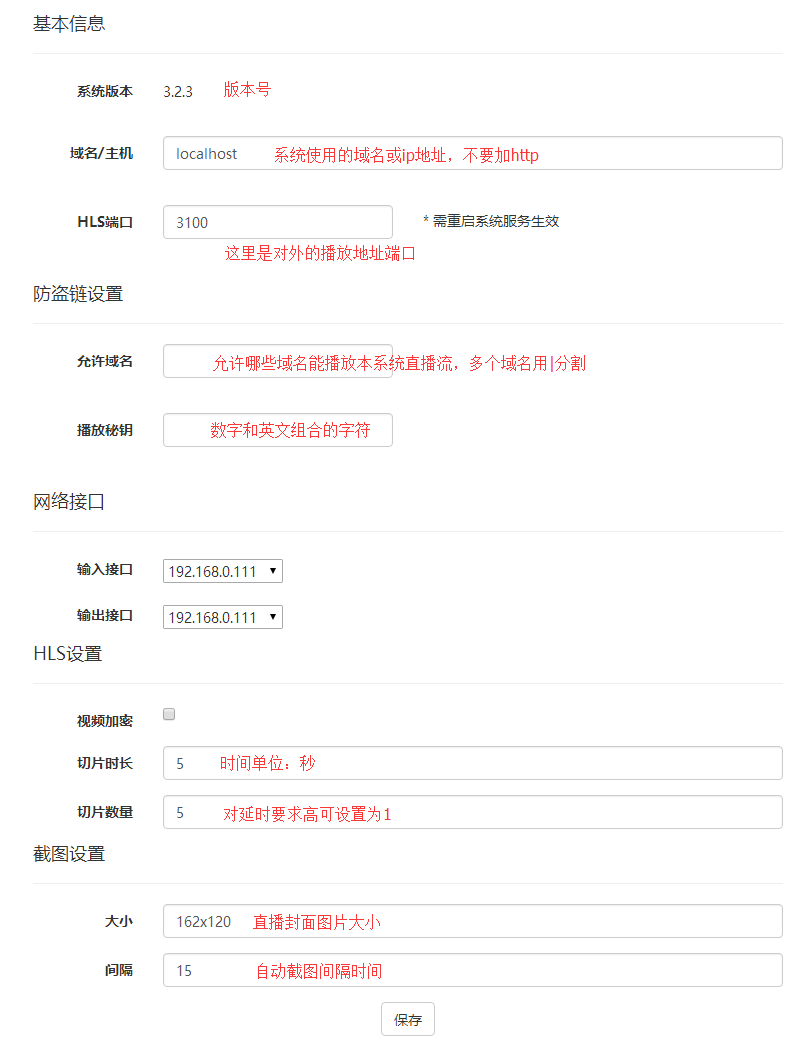 基本信息
系统版本 3.2.3 版本号
域名/主机 localhost 系统使用的域名或ip地址，不要加http
HLS端口 3100 * 需重启系统服务生效
这里是对外的播放地址端口
防盗链设置
允许域名 允许哪些域名能播放本系统直播流，多个域名用|分割
播放秘钥 数字和英文组合的字符
网络接口
输入接口 192.168.0.111
输出接口 192.168.0.111
HLS设置
视频加密
切片时长 5 时间单位：秒
切片数量 5 对延时要求高可设置为1
截图设置
大小 162x120 直播封面图片大小
间隔 15 自动截图间隔时间
保存